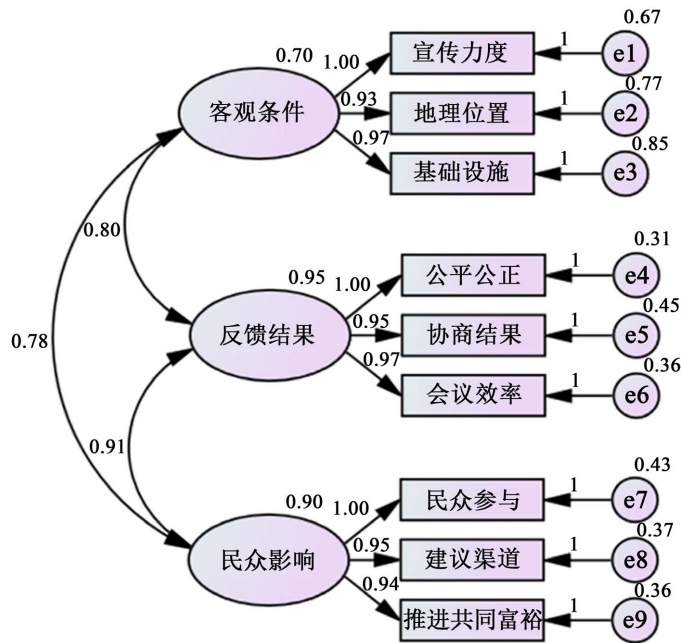 0.67
0.70
1.00
宣传力度
1
e1
客观条件
0.93
地理位置
1
0.77
e2
0.97
基础设施
1
0.85
e3
0.80
0.31
0.95
1.00
公平公正
1
e4
反馈结果
0.95
协商结果
1
0.45
e5
0.97
会议效率
1
0.36
e6
0.78
0.91
0.43
0.90
1.00
民众参与
1
e7
民众影响
0.95
建议渠道
1
0.37
e8
0.94
推进共同富裕
1
0.36
e9